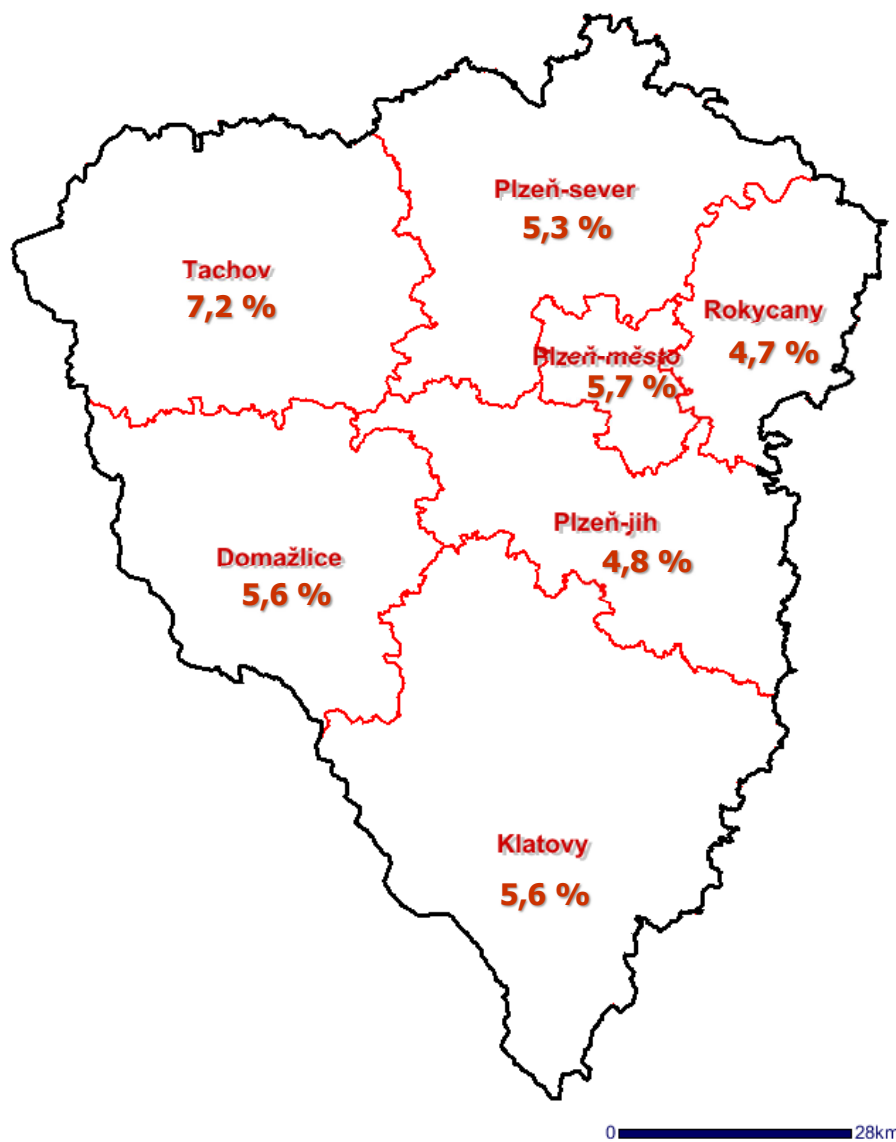 Plzeň-sever
5,3 %
Tachov
7,2 %
Rokycany
4,7 %
Plzeň-město
5,7 %
Plzeň-jih
4,8 %
Domažlice
5,6 %
Klatovy
5,6 %
0 28km